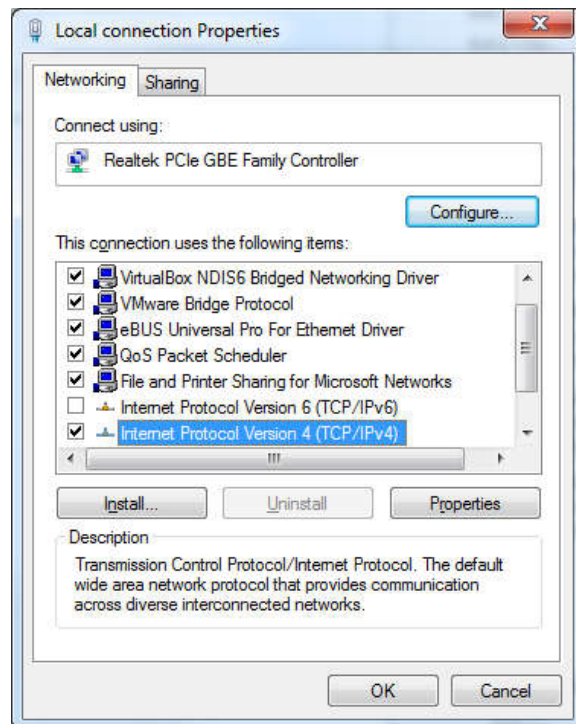 Local connection Properties
Networking
Sharing
Connect using:
Realtek PCIe GBE Family Controller
Configure...
This connection uses the following items:
VirtualBox NDIS6 Bridged Networking Driver
VMware Bridge Protocol
eBUS Universal Pro For Ethernet Driver
QoS Packet Scheduler
File and Printer Sharing for Microsoft Networks
Internet Protocol Version 6 (TCP/IPv6)
Internet Protocol Version 4 (TCP/IPv4)
Install...
Uninstall
Properties
Description
Transmission Control Protocol/Internet Protocol. The default
wide area network protocol that provides communication
across diverse interconnected networks.
OK
Cancel